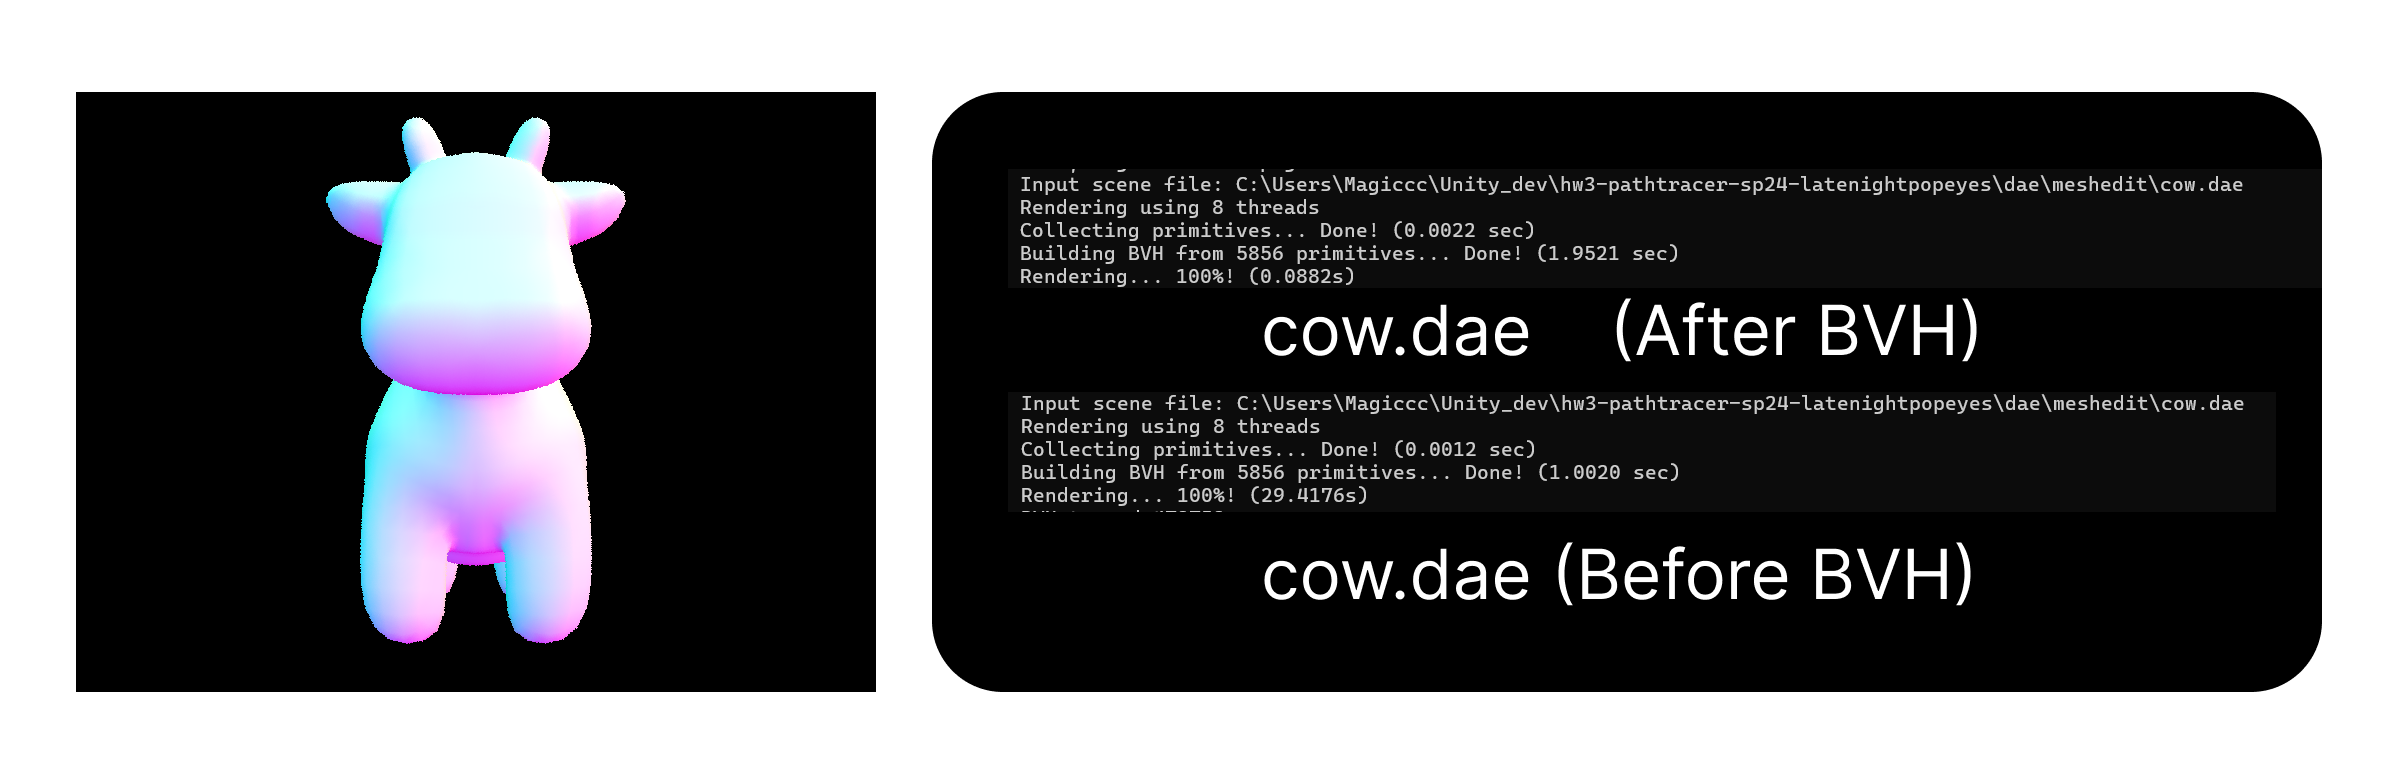 Input scene file: C:\Users\Magiccc\Unity_dev\hw3-pathtracer-sp24-latenightpopeyes\dae\meshedit\cow.dae
Rendering using 8 threads
Collecting primitives... Done! (0.0022 sec)
Building BVH from 5856 primitives... Done! (1.9521 sec)
Rendering... 100%! (0.0882s)
cow.dae (After BVH)
Input scene file: C:\Users\Magiccc\Unity_dev\hw3-pathtracer-sp24-latenightpopeyes\dae\meshedit\cow.dae
Rendering using 8 threads
Collecting primitives... Done! (0.0012 sec)
Building BVH from 5856 primitives... Done! (1.0020 sec)
Rendering... 100%! (29.4176s)
cow.dae (Before BVH)